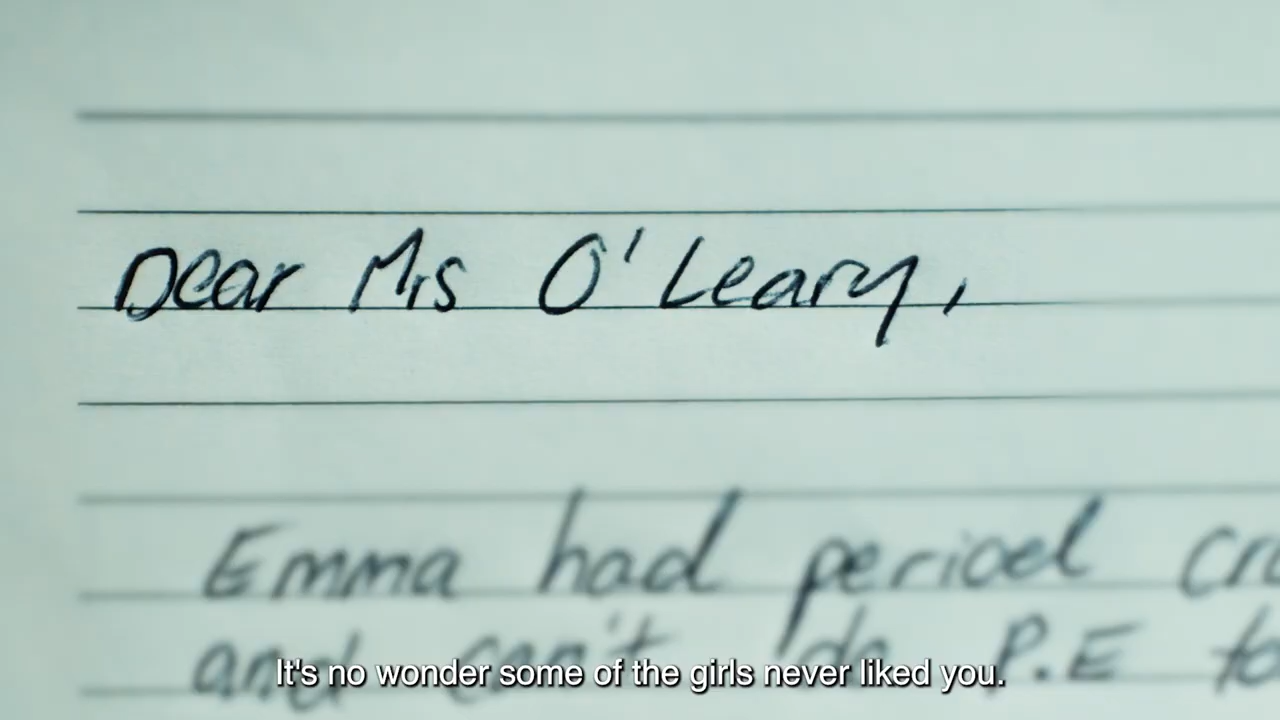 Dear Mrs O'Leary,
Emma had period
and can't do P.E
It's no wonder some of the girls never liked you.